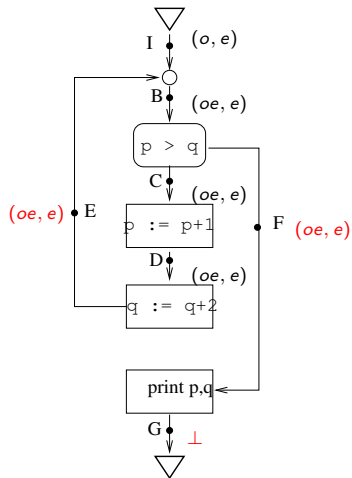 I (o, e)
B (oe, e)
p > q
C (oe, e)
p := p+1
(oe, e) E
F (oe, e)
D (oe, e)
q := q+2
print p,q
G ⊥